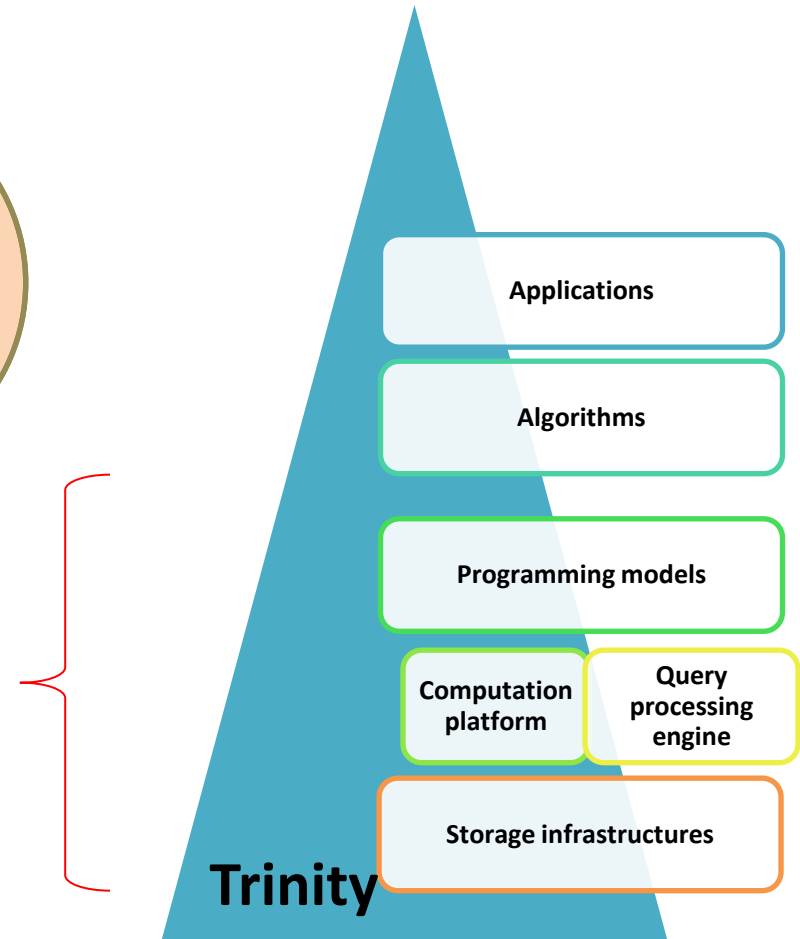 Applications
Algorithms
Programming models
Computation
platform
Query
processing
engine
Storage infrastructures
Trinity